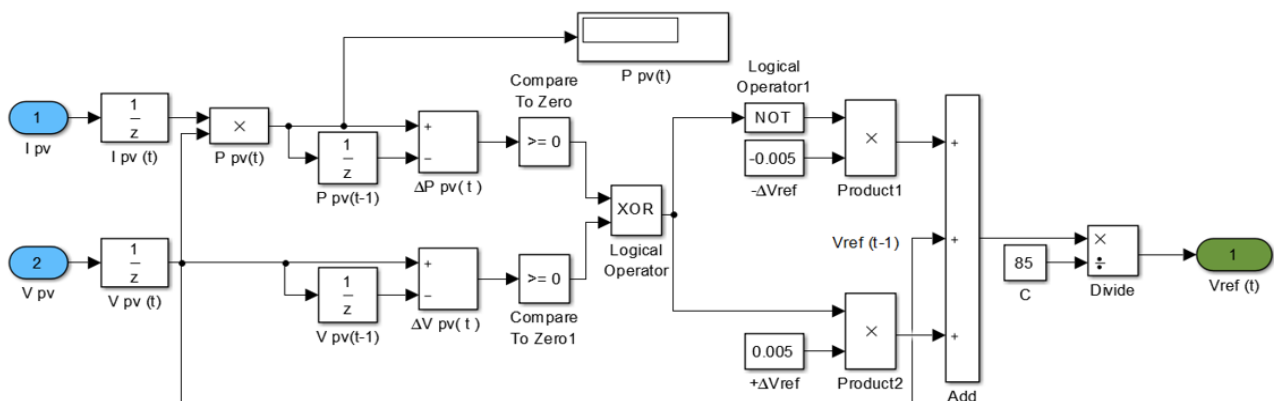 P pv(t)
1
I pv
1
z
I pv (t)
×
P pv(t)
1
z
P pv(t-1)
+
−
ΔP pv( t )
Compare
To Zero
>= 0
2
V pv
1
z
V pv (t)
1
z
V pv(t-1)
+
−
ΔV pv( t )
>= 0
Compare
To Zero1
XOR
Logical
Operator
Logical
Operator1
NOT
-0.005
-ΔVref
×
Product1
Vref (t-1)
0.005
+ΔVref
×
Product2
+
+
+
Add
85
C
×
÷
Divide
1
Vref (t)